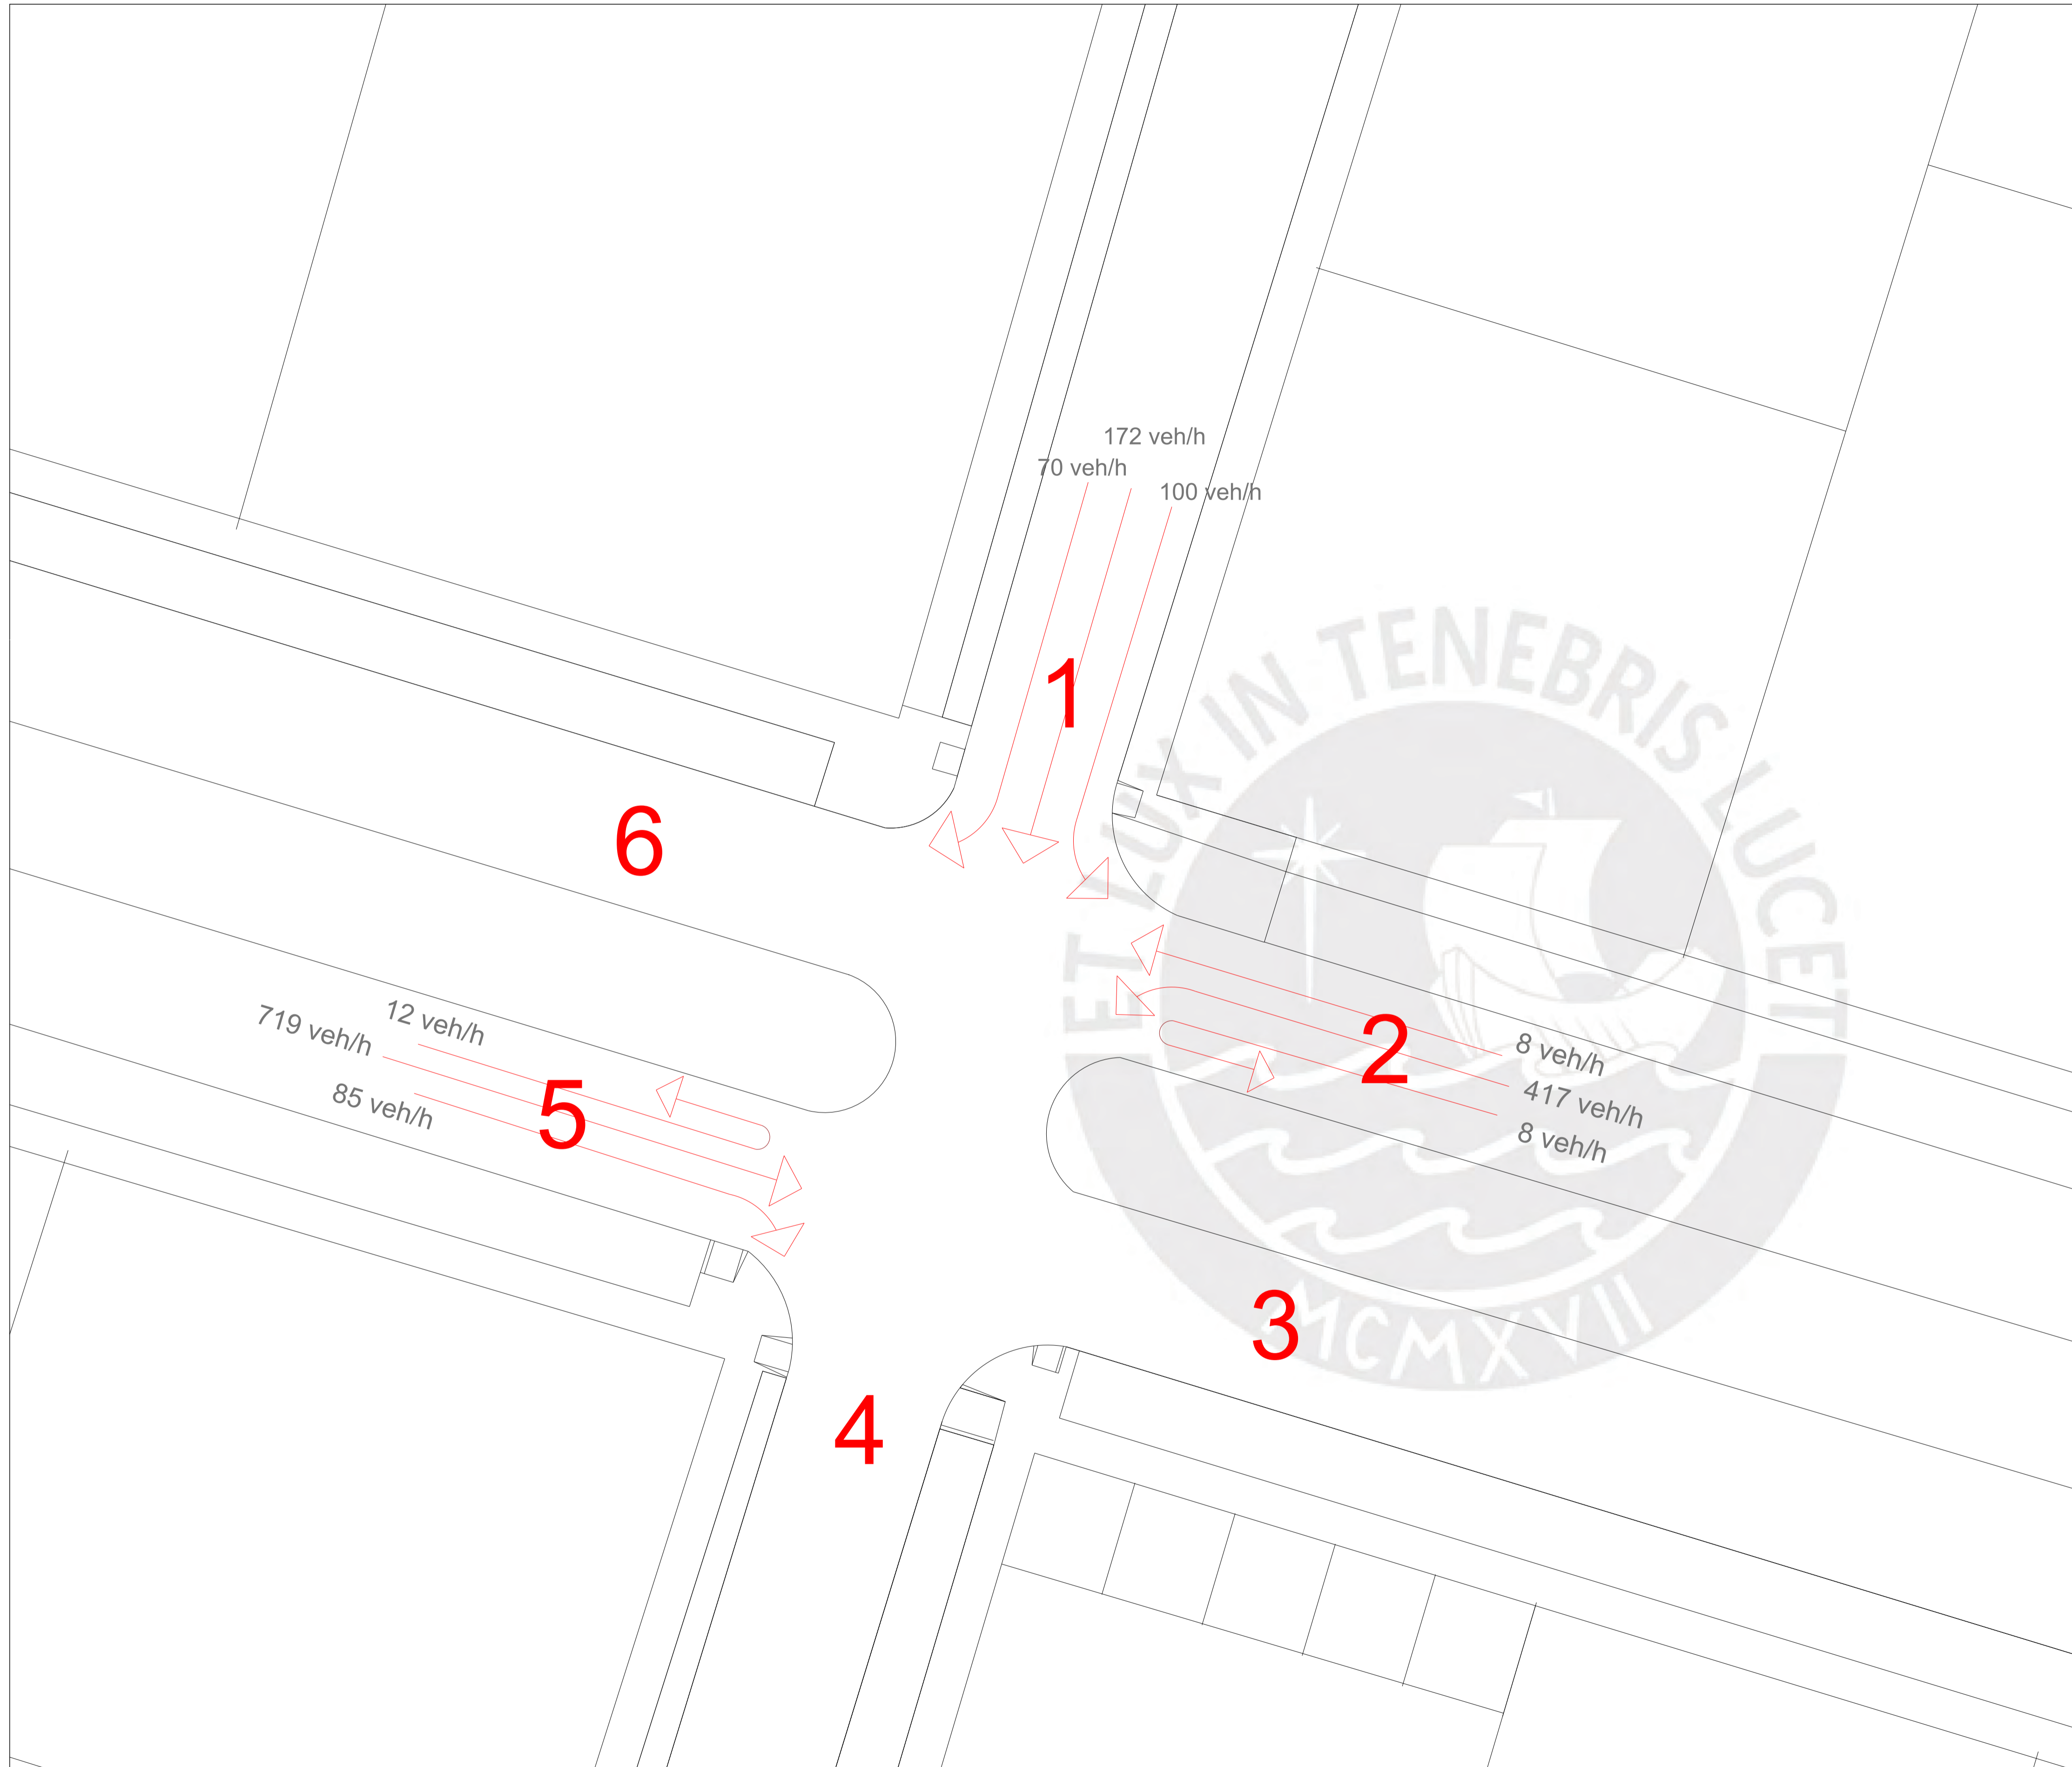 172 veh/h
70 veh/h
100 veh/h
1
ET LUX IN TENEBRIS LUCET
6
12 veh/h
719 veh/h
85 veh/h
5
2
8 veh/h
417 veh/h
8 veh/h
3
MCMXVII
4